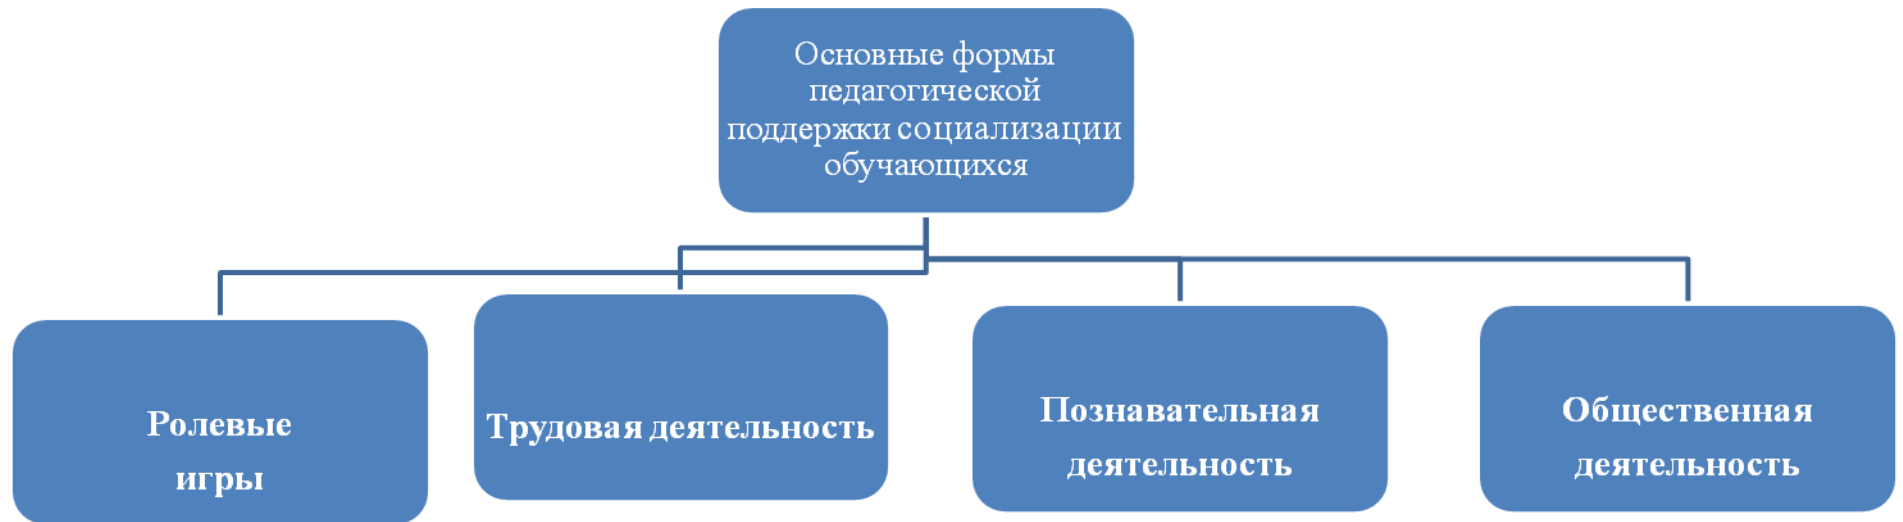 Основные формы
педагогической
поддержки социализации
обучающихся
Ролевые
игры
Трудовая деятельность
Познавательная
деятельность
Общественная
деятельность